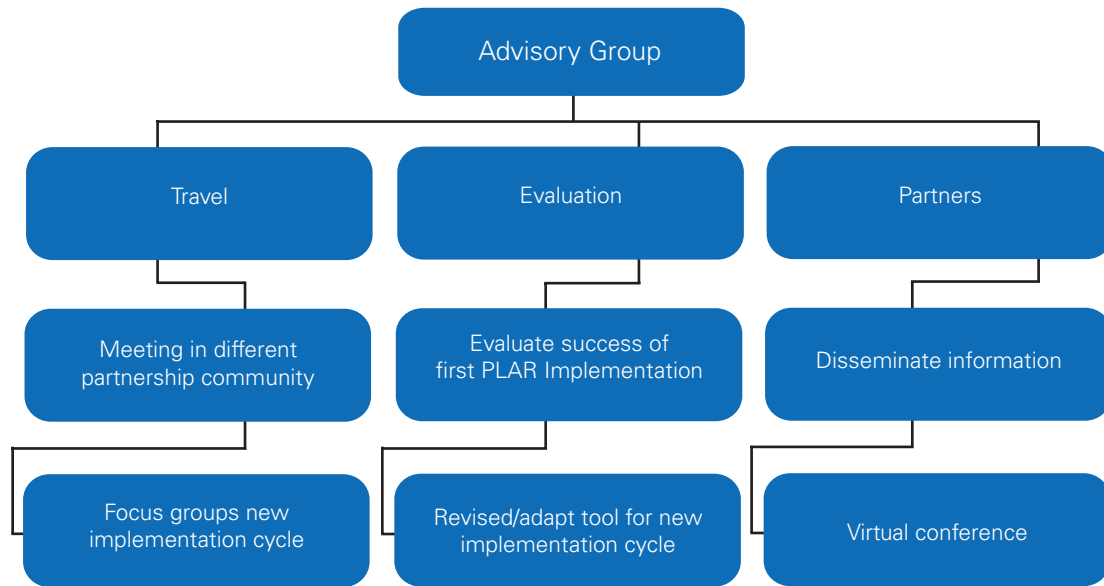 Advisory Group
Travel
Evaluation
Partners
Meeting in different
partnership community
Evaluate success of
first PLAR Implementation
Disseminate information
Focus groups new
implementation cycle
Revised/adapt tool for new
implementation cycle
Virtual conference